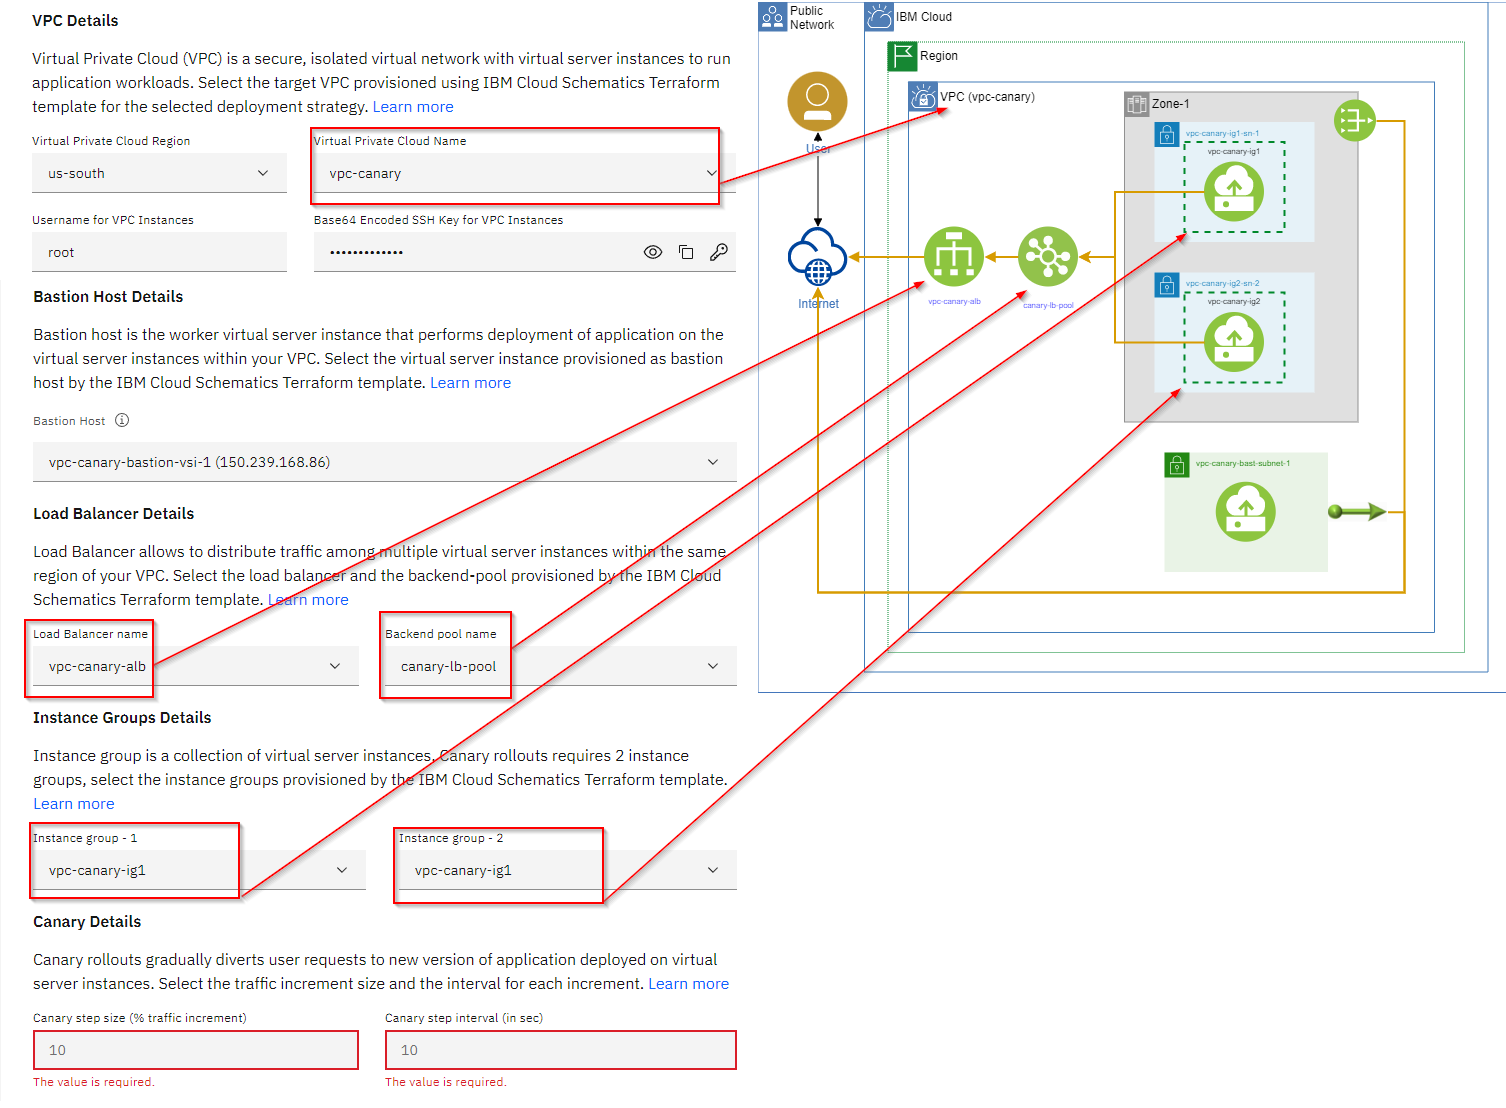 VPC Details
Virtual Private Cloud (VPC) is a secure, isolated virtual network with virtual server instances to run
application workloads. Select the target VPC provisioned using IBM Cloud Schematics Terraform
template for the selected deployment strategy. Learn more
Virtual Private Cloud Region
Virtual Private Cloud Name
us-south
vpc-canary
Username for VPC Instances
Base64 Encoded SSH Key for VPC Instances
root
•••••••••••••
Bastion Host Details
Bastion host is the worker virtual server instance that performs deployment of application on the
virtual server instances within your VPC. Select the virtual server instance provisioned as bastion
host by the IBM Cloud Schematics Terraform template. Learn more
Bastion Host
vpc-canary-bastion-vsi-1 (150.239.168.86)
Load Balancer Details
Load Balancer allows to distribute traffic among multiple virtual server instances within the same
region of your VPC. Select the load balancer and the backend-pool provisioned by the IBM Cloud
Schematics Terraform template. Learn more
Load Balancer name
Backend pool name
vpc-canary-alb
canary-lb-pool
Instance Groups Details
Instance group is a collection of virtual server instances. Canary rollouts requires 2 instance
groups, select the instance groups provisioned by the IBM Cloud Schematics Terraform template.
Learn more
Instance group - 1
Instance group - 2
vpc-canary-ig1
vpc-canary-ig1
Canary Details
Canary rollouts gradually diverts user requests to new version of application deployed on virtual
server instances. Select the traffic increment size and the interval for each increment. Learn more
Canary step size (% traffic increment)
Canary step interval (in sec)
10
10
The value is required.
The value is required.
Public
Network
IBM Cloud
Region
VPC (vpc-canary)
Zone-1
vpc-canary-ig1-sn-1
vpc-canary-ig1
User
Internet
vpc-canary-alb
canary-lb-pool
vpc-canary-ig2-sn-2
vpc-canary-ig2
vpc-canary-bast-subnet-1